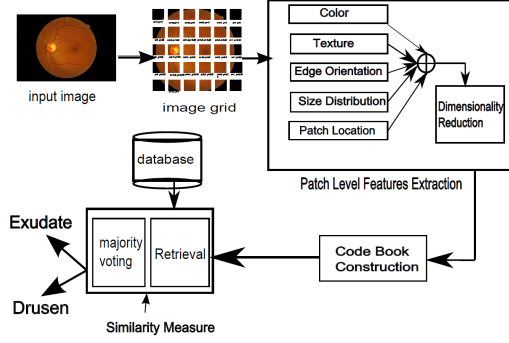 Color
Texture
Edge Orientation
Size Distribution
Patch Location
Dimensionality
Reduction
input image
image grid
Patch Level Features Extraction
database
majority
voting
Retrieval
Code Book
Construction
Exudate
Drusen
Similarity Measure